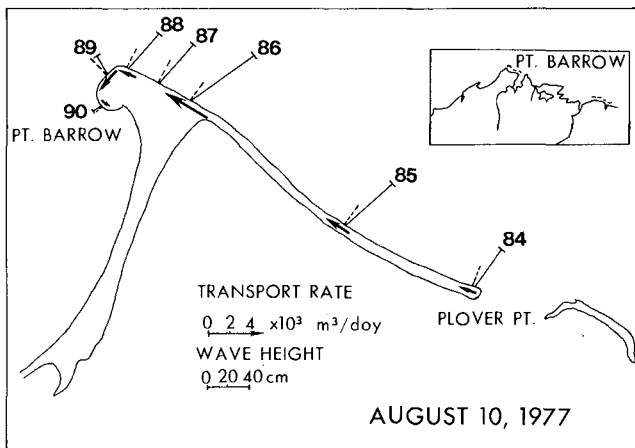 88
89
87
86
PT. BARROW
90
PT. BARROW
85
84
TRANSPORT RATE
0 2 4 x10³ m³/doy
PLOVER PT.
WAVE HEIGHT
0 20 40 cm
AUGUST 10, 1977